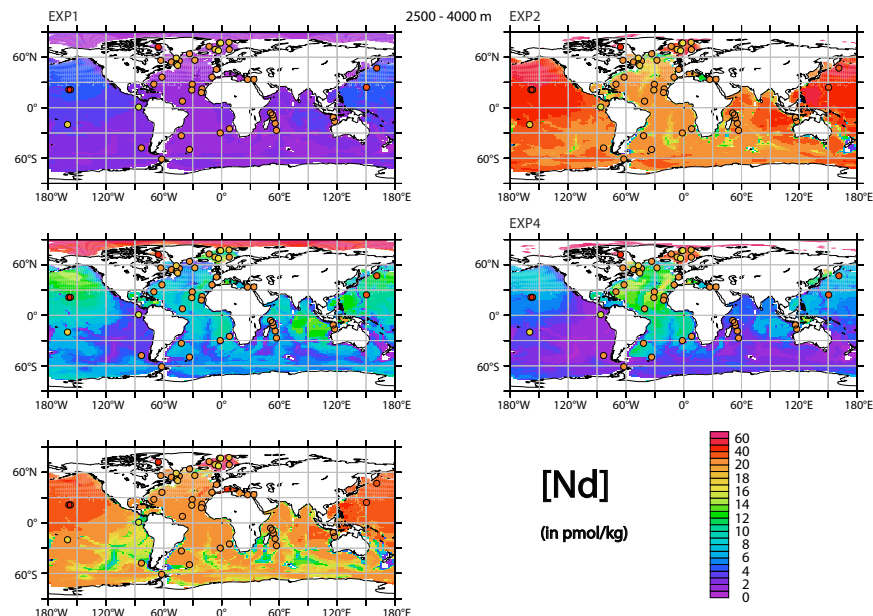 EXP1 2500 - 4000 m EXP2
60°N 60°N
0° 0°
60°S 60°S
180°W 120°W 60°W 0° 60°E 120°E 180°E 180°W 120°W 60°W 0° 60°E 120°E 180°E
EXP4
60°N 60°N
0° 0°
60°S 60°S
180°W 120°W 60°W 0° 60°E 120°E 180°E 180°W 120°W 60°W 0° 60°E 120°E 180°E
60°N
0°
60°S
180°W 120°W 60°W 0° 60°E 120°E 180°E
[Nd]
(in pmol/kg)
60
40
20
18
16
14
12
10
8
6
4
2
0